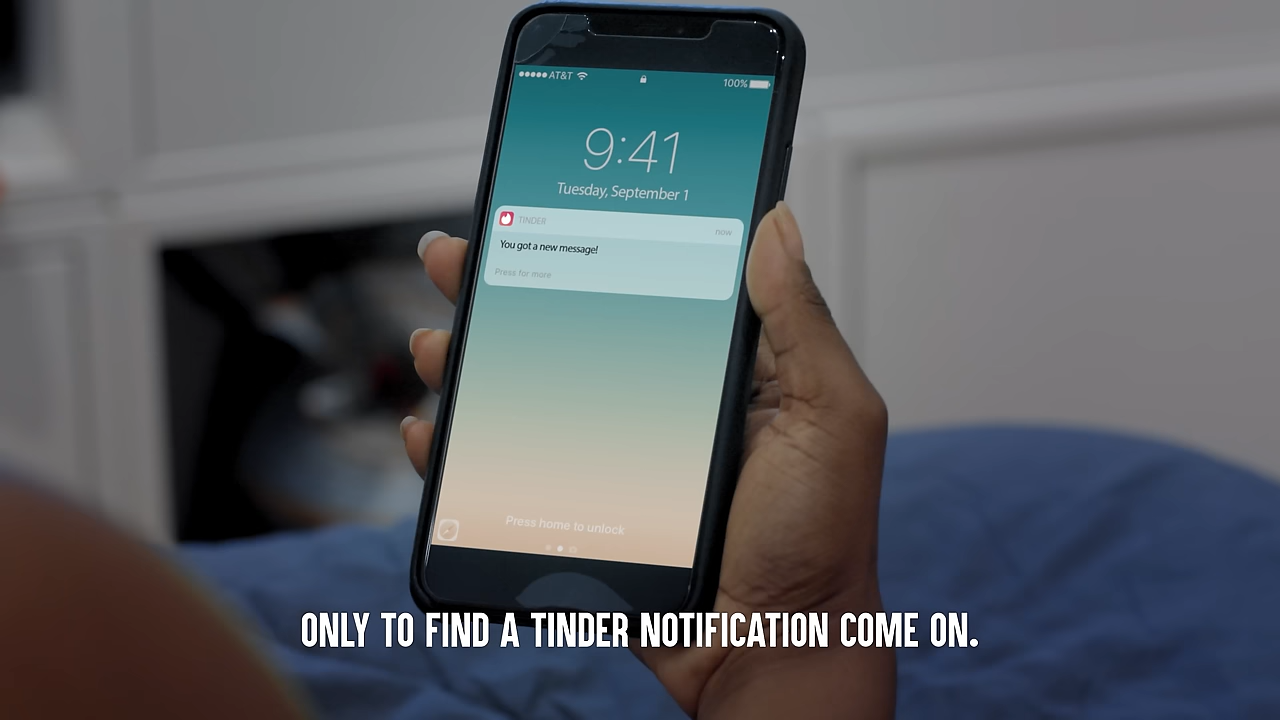 AT&T 100%
9:41
Tuesday, September 1
TINDER now
You got a new message!
Press for more
Press home to unlock
ONLY TO FIND A TINDER NOTIFICATION COME ON.